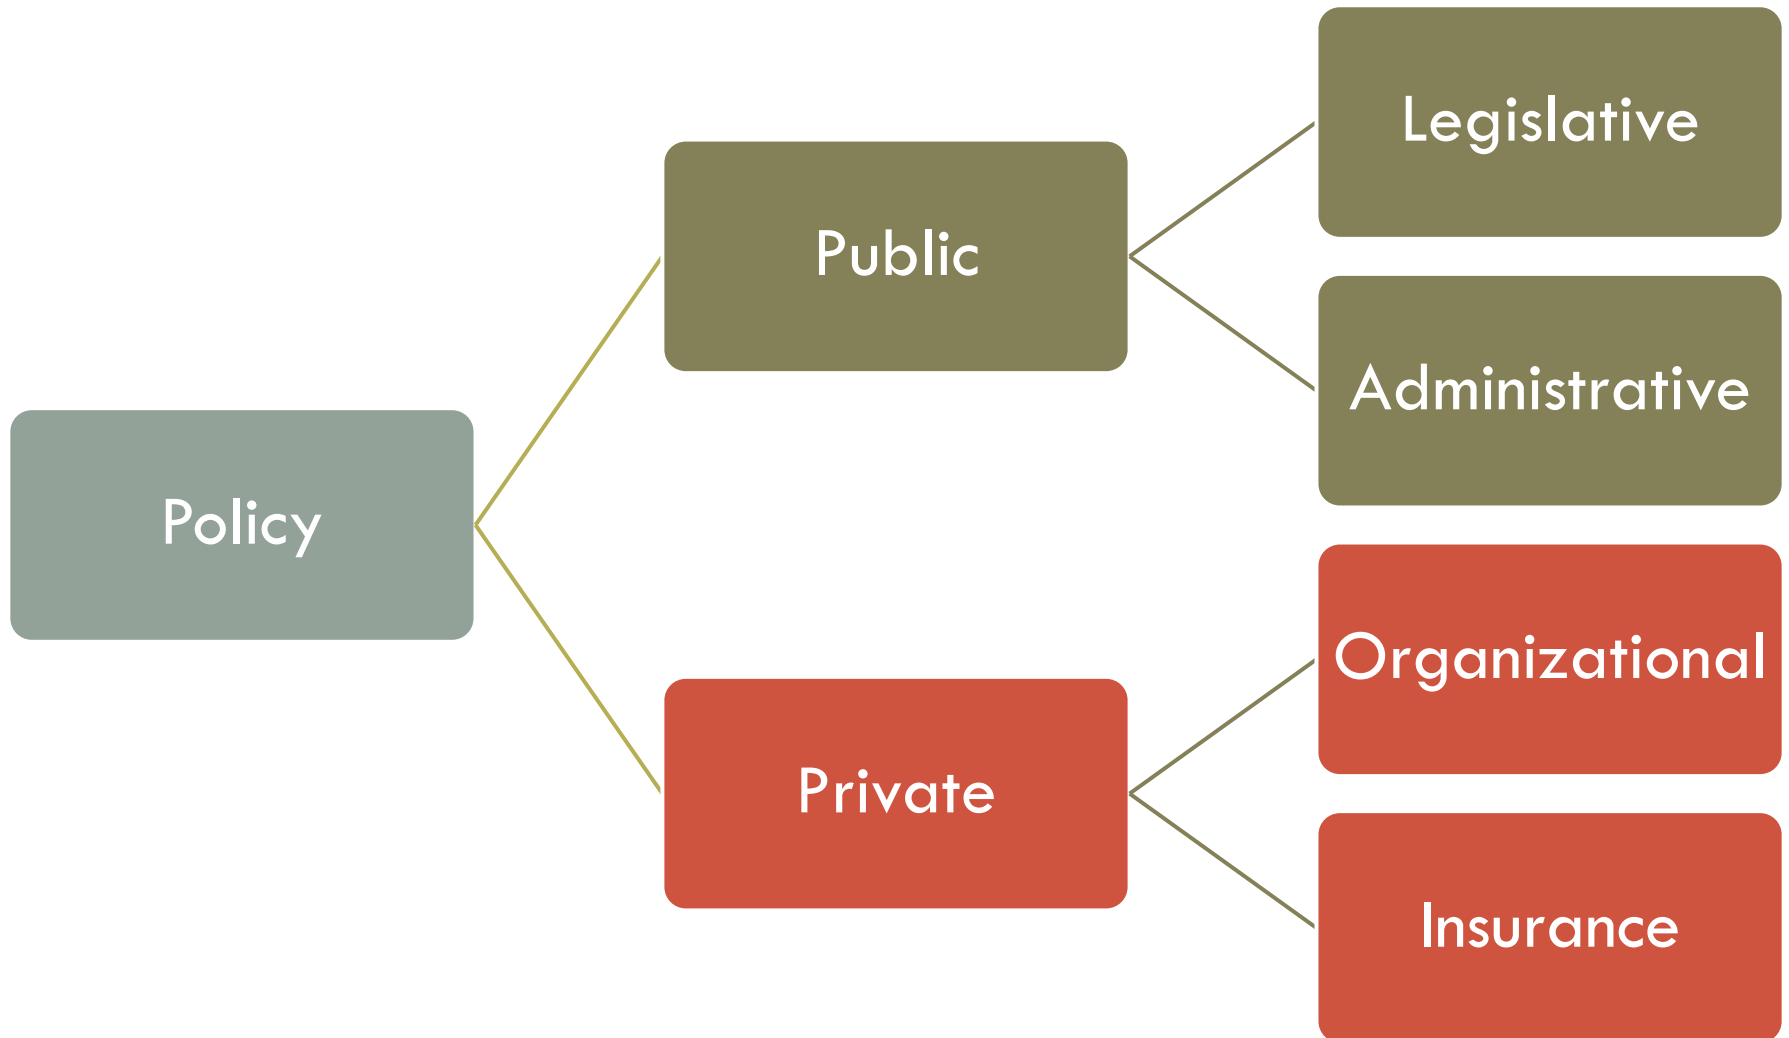 Policy
Public
Legislative
Administrative
Private
Organizational
Insurance